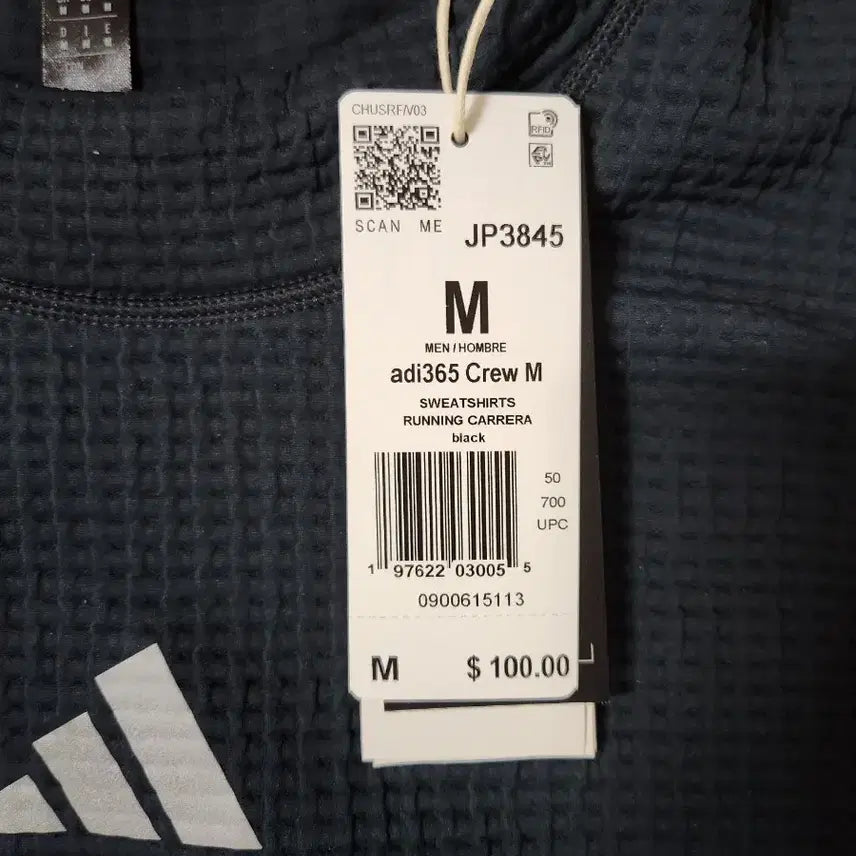 D I E
M M M
CHUSRF/V03
RFID
SCAN ME
JP3845
M
MEN / HOMBRE
adi365 Crew M
SWEATSHIRTS
RUNNING CARRERA
black
50
700
UPC
1 97622 03005 5
0900615113
M $ 100.00